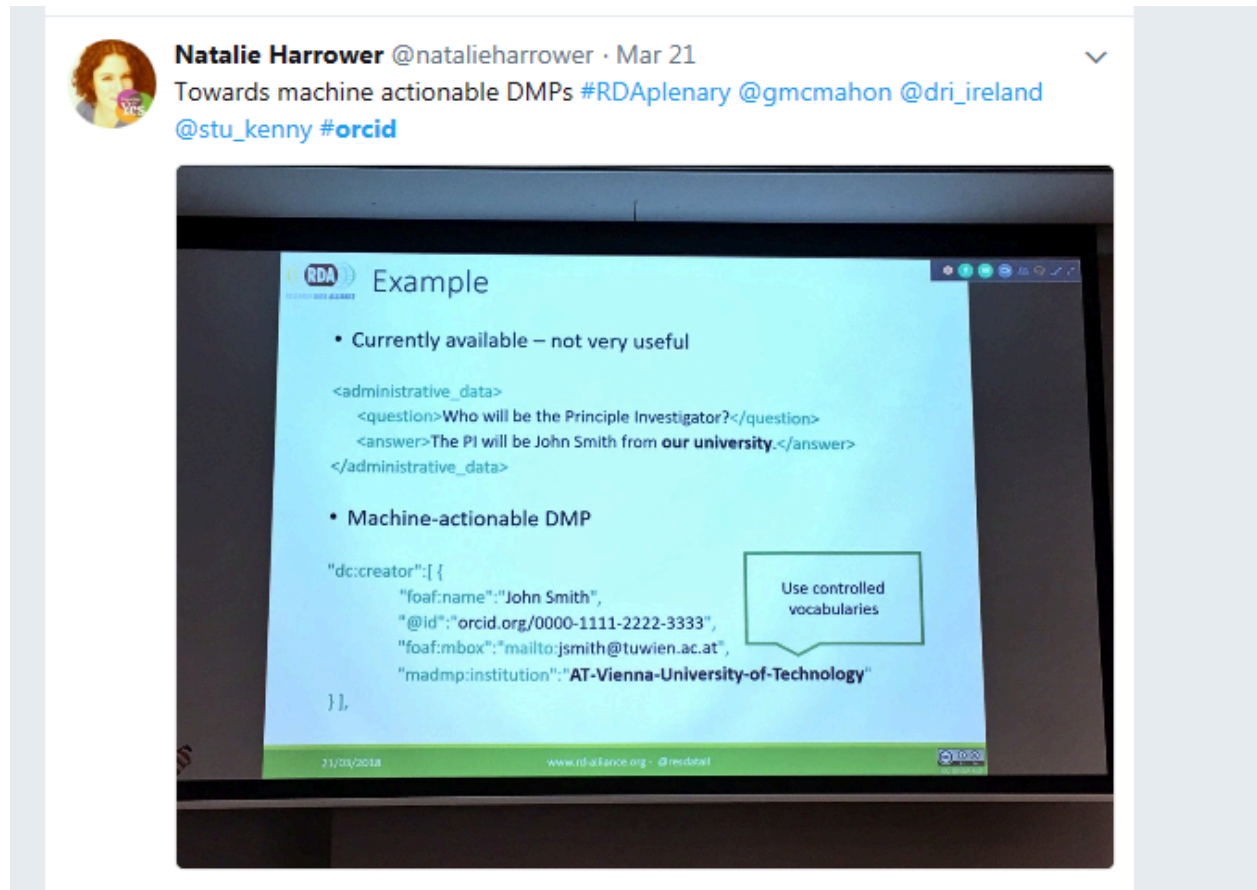 Natalie Harrower @natalieharrower · Mar 21
Towards machine actionable DMPs #RDAplenary @gmcmahon @dri_ireland
@stu_kenny #orcid
Yes
RDA
RESEARCH DATA ALLIANCE
Example
• Currently available – not very useful
<administrative_data>
<question>Who will be the Principle Investigator?</question>
<answer>The PI will be John Smith from our university.</answer>
</administrative_data>
• Machine-actionable DMP
"dc:creator":[ {
"foaf:name":"John Smith",
"@id":"orcid.org/0000-1111-2222-3333",
"foaf:mbox":"mailto:jsmith@tuwien.ac.at",
"madmp:institution":"AT-Vienna-University-of-Technology"
} ],
Use controlled
vocabularies
21/03/2018
www.rd-alliance.org - @resdatall